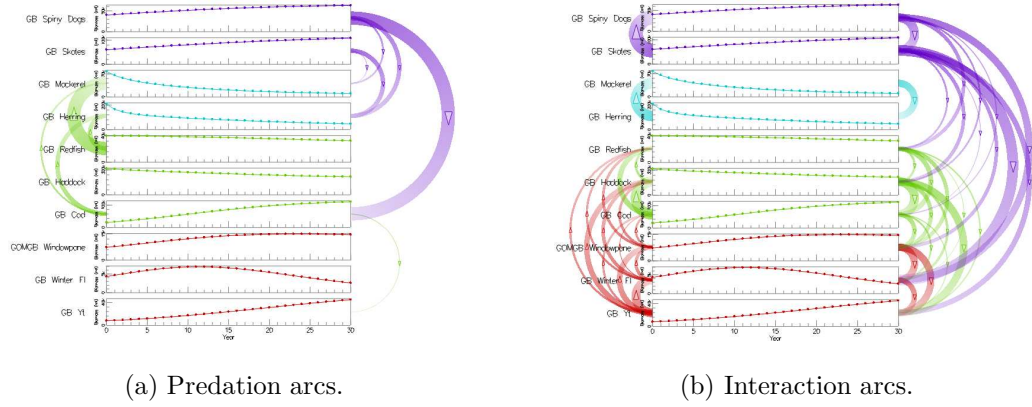 GB Spiny Dogs
GB Skates
GB Mackerel
GB Herring
GB Redfish
GB Haddock
GB Cod
GOMGB Windowpane
GB Winter Fl
GB YL
0 5 10 15 20 25 30
Year
(a) Predation arcs.
GB Spiny Dogs
GB Skates
GB Mackerel
GB Herring
GB Redfish
GB Haddock
GB Cod
GOMGB Windowpane
GB Winter Fl
GB YL
0 5 10 15 20 25 30
Year
(b) Interaction arcs.